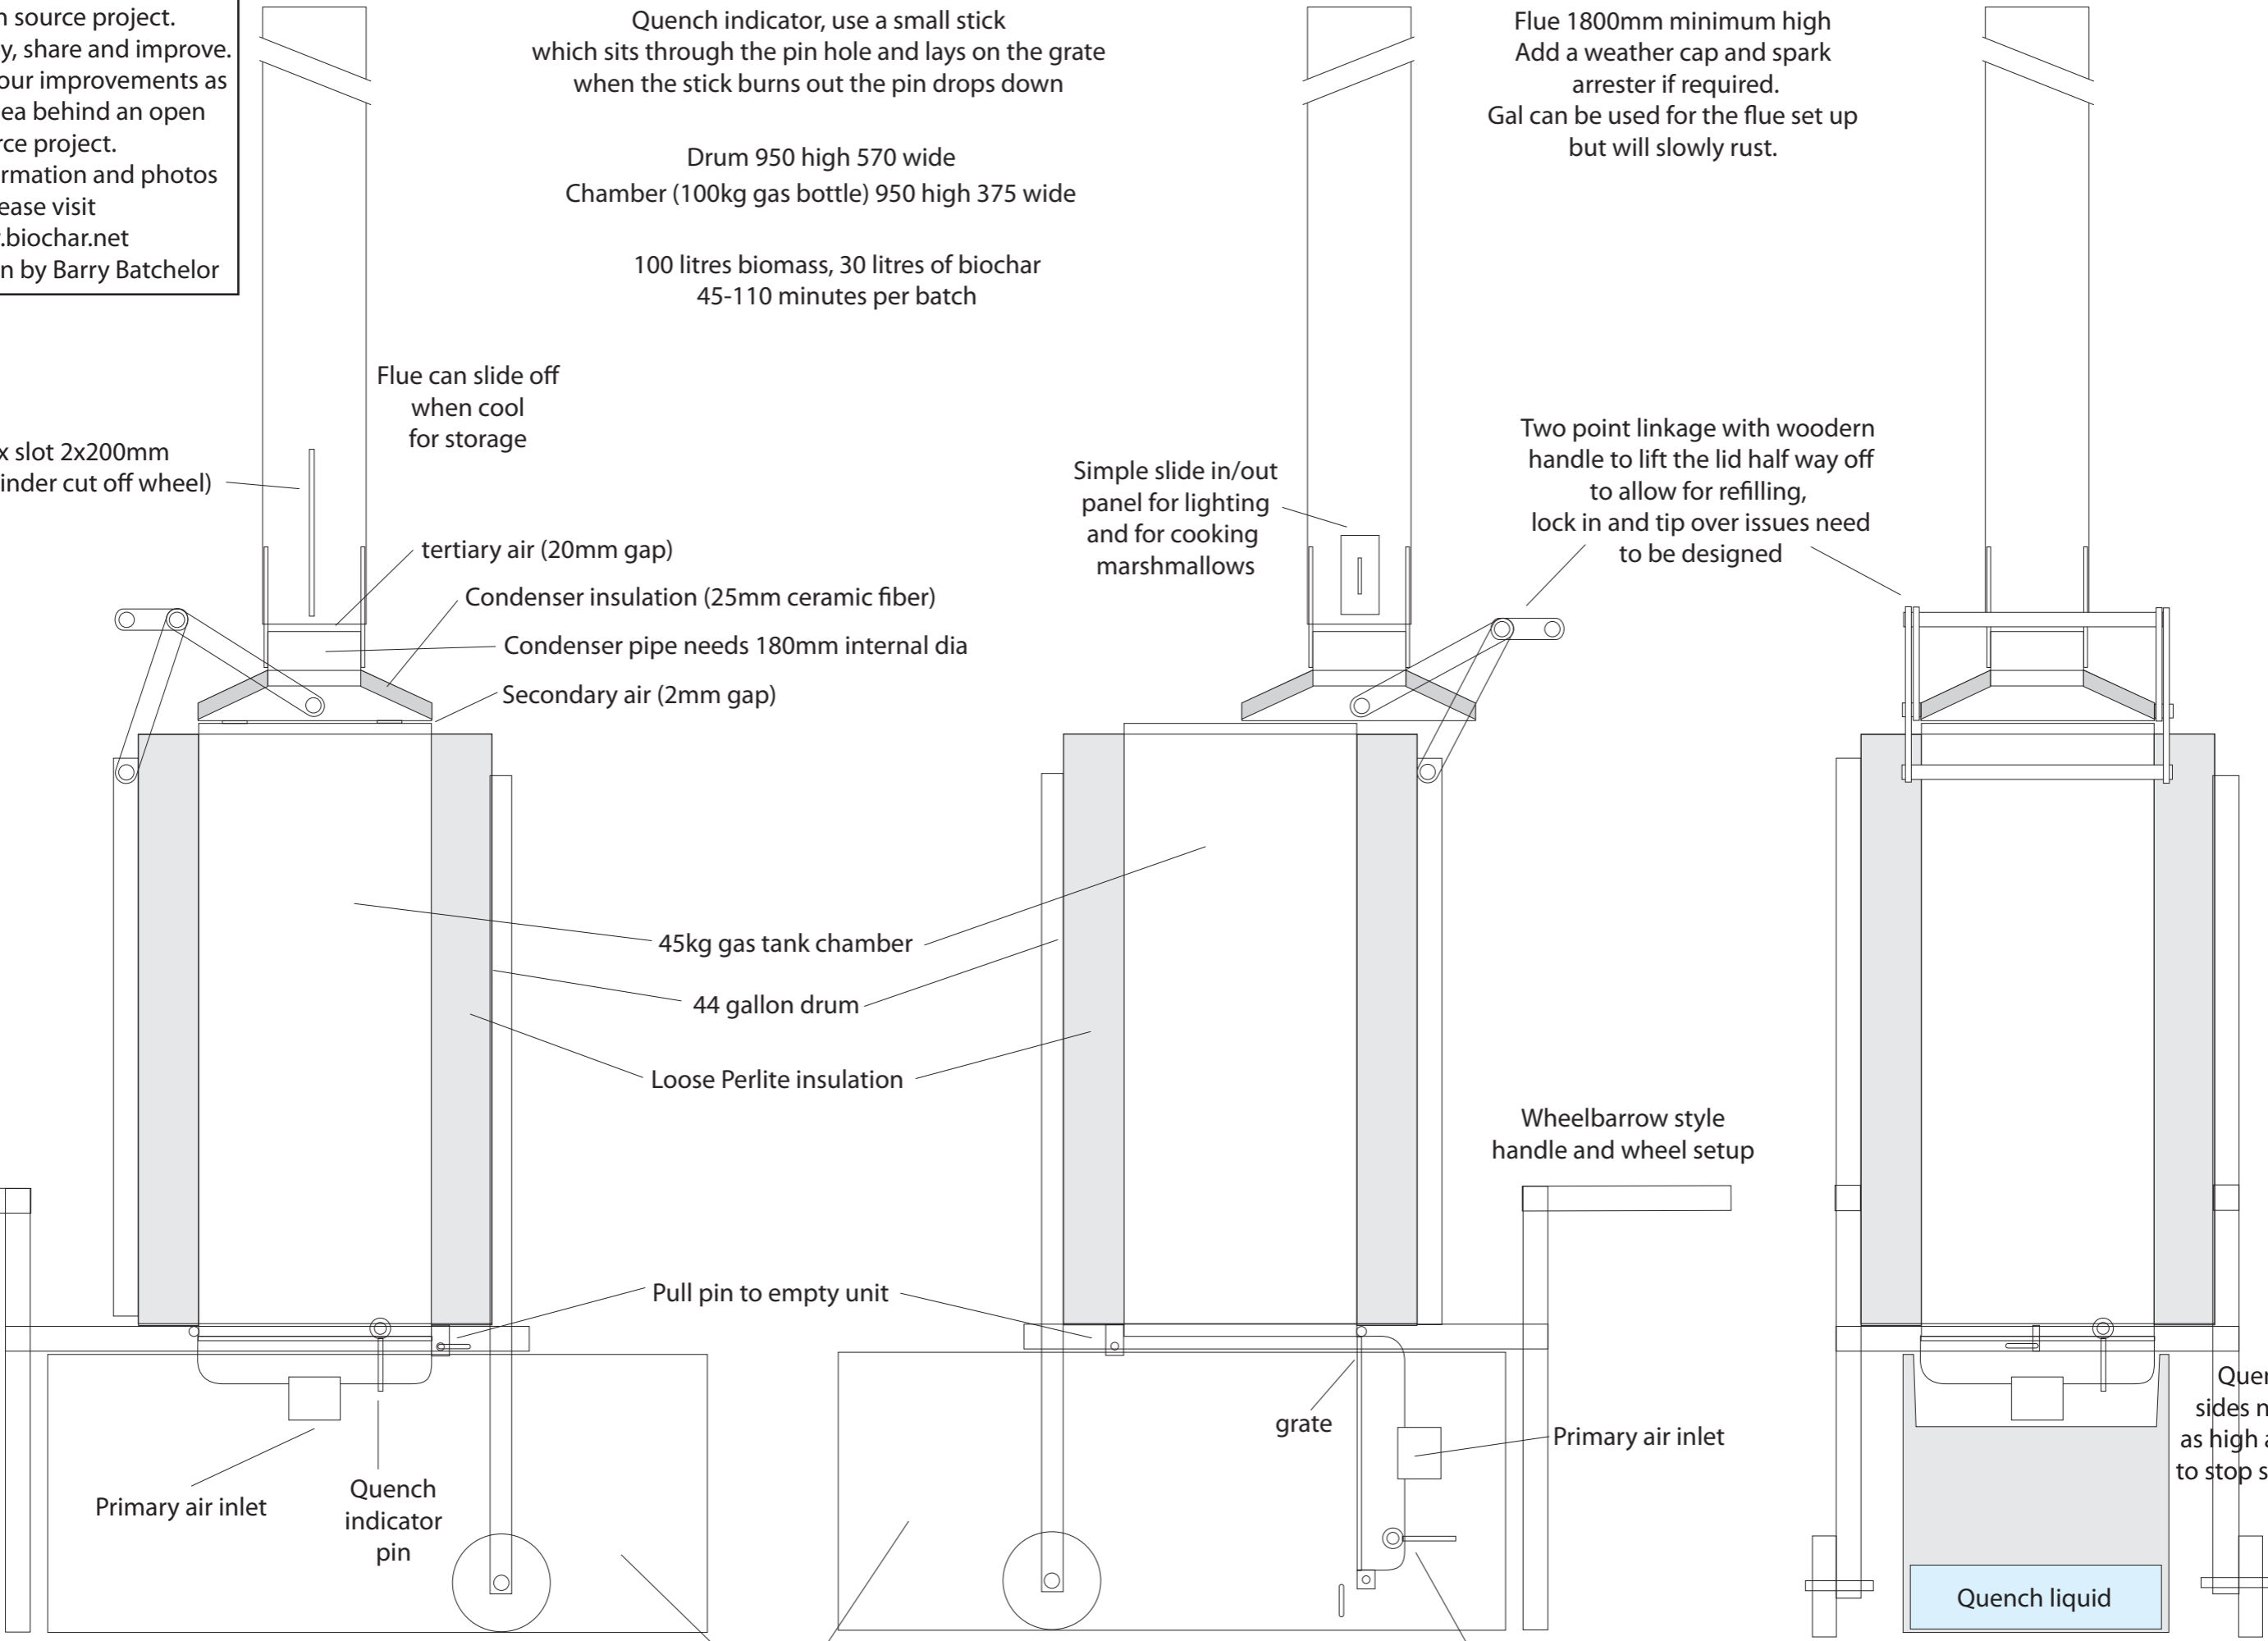 source project.
share and improve.
improvements as
behind an open
project.
and photos
visit
by Barry Batchelor
Quench indicator, use a small stick
which sits through the pin hole and lays on the grate
when the stick burns out the pin drops down
Drum 950 high 570 wide
Chamber (100kg gas bottle) 950 high 375 wide
100 litres biomass, 30 litres of biochar
45-110 minutes per batch
Flue 1800mm minimum high
Add a weather cap and spark
arrester if required.
Gal can be used for the flue set up
but will slowly rust.
Flue can slide off
when cool
for storage
slot 2x200mm
cut off wheel)
tertiary air (20mm gap)
Condenser insulation (25mm ceramic fiber)
Condenser pipe needs 180mm internal dia
Secondary air (2mm gap)
Simple slide in/out
panel for lighting
and for cooking
marshmallows
Two point linkage with woodern
handle to lift the lid half way off
to allow for refilling,
lock in and tip over issues need
to be designed
45kg gas tank chamber
44 gallon drum
Loose Perlite insulation
Wheelbarrow style
handle and wheel setup
Pull pin to empty unit
Primary air inlet
Quench
indicator
pin
grate
Primary air inlet
sides
as high
to stop
Quench liquid